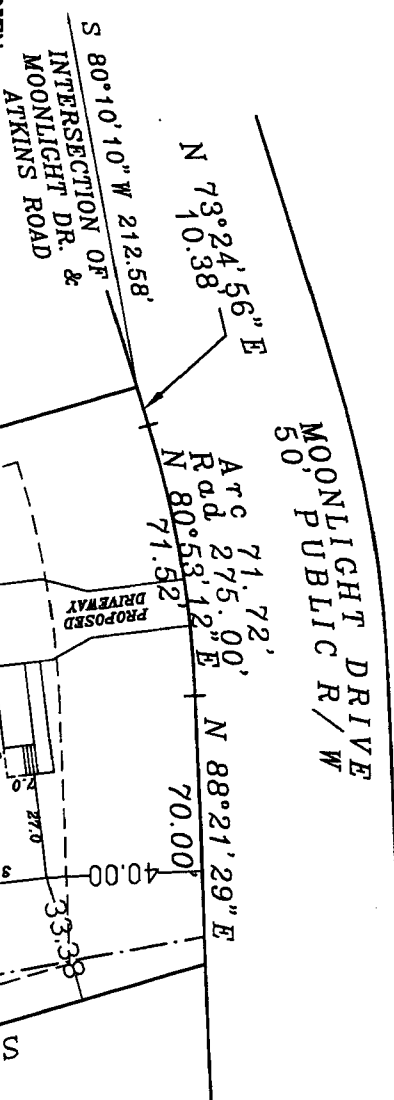 S 80°10'10" W 212.58'
INTERSECTION OF
MOONLIGHT DR. &
ATKINS ROAD
N 73°24'56" E
10.38'
MOONLIGHT DRIVE
50' PUBLIC R/W
Arc 71.72'
Rad 275.00'
N 80°53'12" E
71.52'
PROPOSED
DRIVEWAY
N 88°21'29" E
70.00'
40.00
33.38
27.0
7.0
S